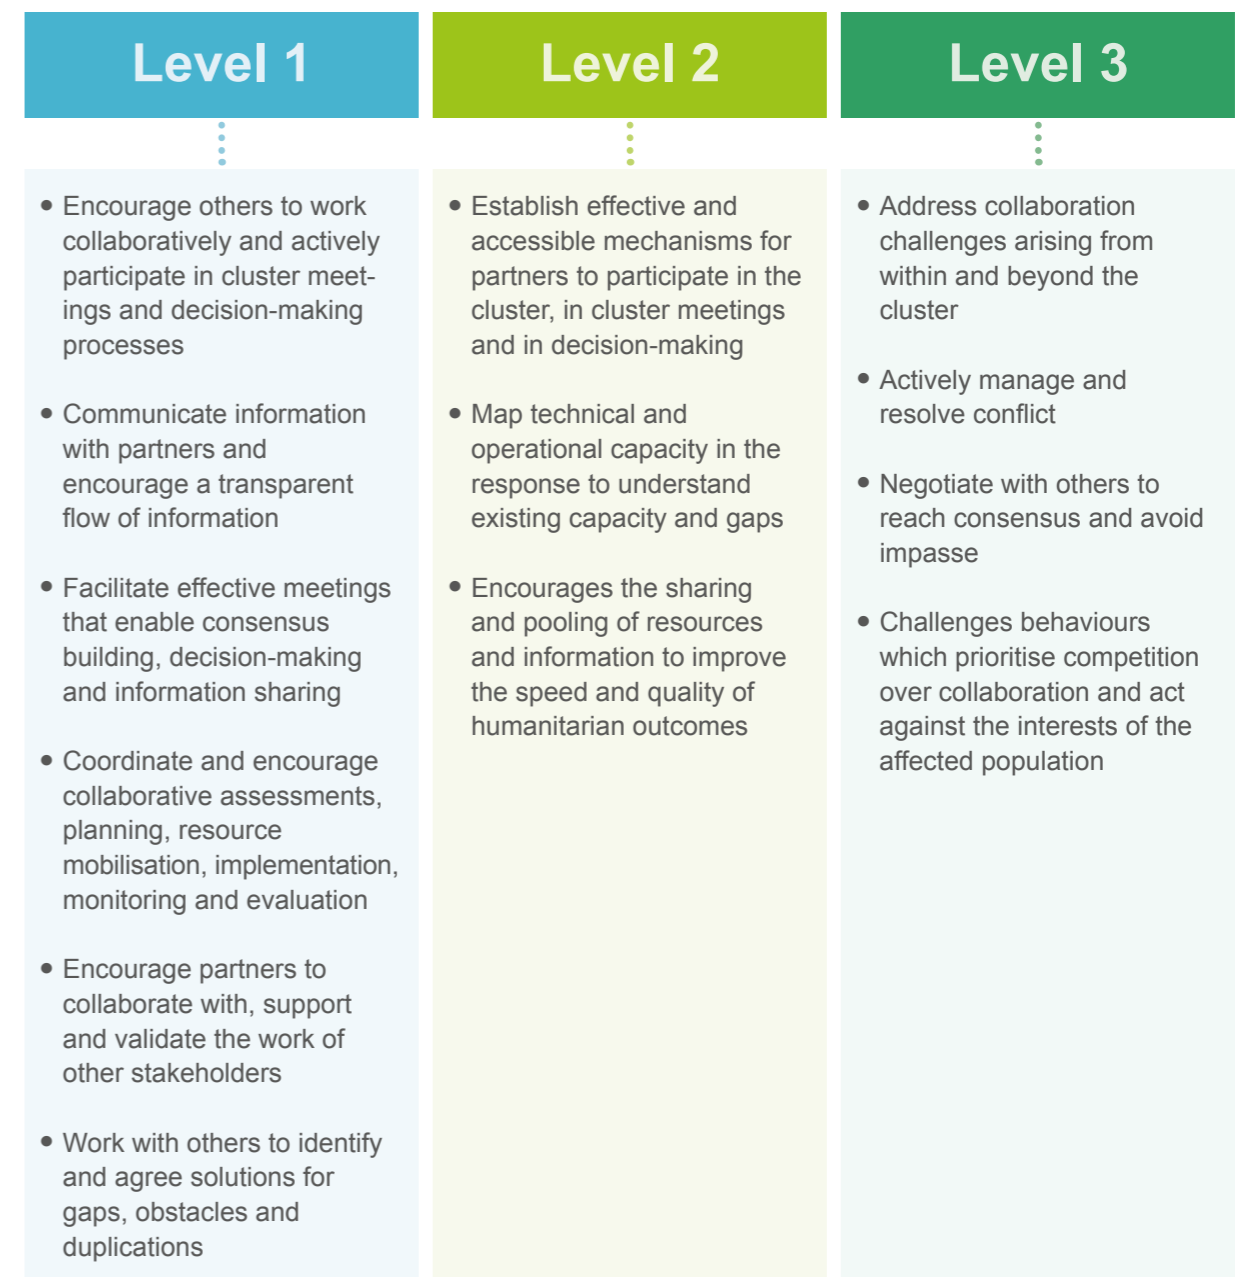 Level 1
• Encourage others to work
collaboratively and actively
participate in cluster meet-
ings and decision-making
processes
• Communicate information
with partners and
encourage a transparent
flow of information
• Facilitate effective meetings
that enable consensus
building, decision-making
and information sharing
• Coordinate and encourage
collaborative assessments,
planning, resource
mobilisation, implementation,
monitoring and evaluation
• Encourage partners to
collaborate with, support
and validate the work of
other stakeholders
• Work with others to identify
and agree solutions for
gaps, obstacles and
duplications
Level 2
• Establish effective and
accessible mechanisms for
partners to participate in the
cluster, in cluster meetings
and in decision-making
• Map technical and
operational capacity in the
response to understand
existing capacity and gaps
• Encourages the sharing
and pooling of resources
and information to improve
the speed and quality of
humanitarian outcomes
Level 3
• Address collaboration
challenges arising from
within and beyond the
cluster
• Actively manage and
resolve conflict
• Negotiate with others to
reach consensus and avoid
impasse
• Challenges behaviours
which prioritise competition
over collaboration and act
against the interests of the
affected population